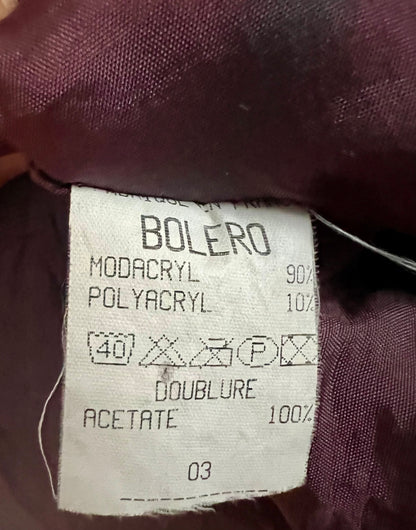 BOLERO
MODACRYL 90%
POLYACRYL 10%
40 P
DOUBLURE
ACETATE 100%
03